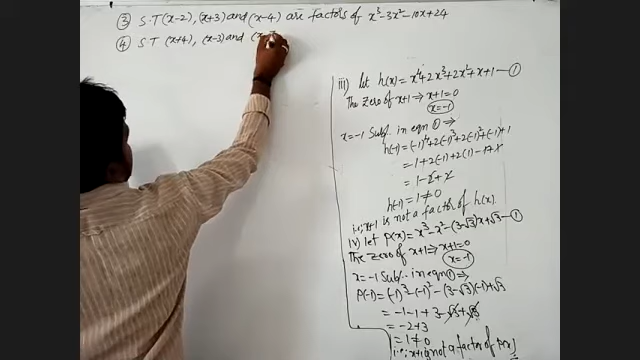 ③ S.T (x-2), (x+3) and (x-4) are factors of x³-3x²-10x+24
④ S T (x+4), (x-3) and (x-
iii) let h(x) = x⁴+2x³+2x²+x+1 — ①
The zero of x+1 ⇒ x+1=0
x=-1
x=-1 Subst. in eqn ① ⇒
h(-1) = (-1)⁴+2(-1)³+2(-1)²+(-1)+1
= 1+2(-1)+2(1)-1+1
= 1-2+2
h(-1) = 1 ≠ 0
i.e; x+1 is not a factor of h(x).
iv) let P(x) = x³-x²-(3-√3)x+√3 — ①
The zero of x+1 ⇒ x+1=0
x=-1
x=-1 Subst. in eqn ① ⇒
P(-1) = (-1)³-(-1)²-(3-√3)(-1)+√3
= -1-1+3-√3+√3
= -2+3
= 1 ≠ 0
i.e; x+1 is not a factor of P(x)